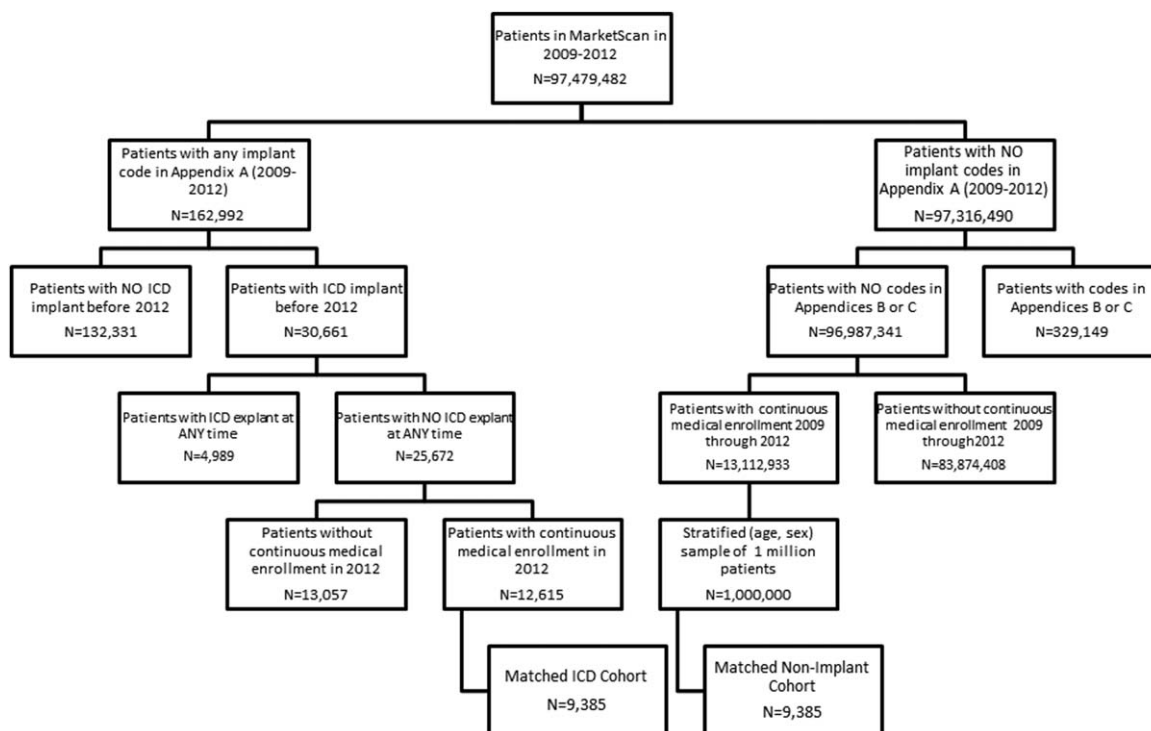 Patients in MarketScan in
2009-2012
N=97,479,482
Patients with any implant
code in Appendix A (2009-
2012)
N=162,992
Patients with NO
implant codes in
Appendix A (2009-2012)
N=97,316,490
Patients with NO ICD
implant before 2012
N=132,331
Patients with ICD implant
before 2012
N=30,661
Patients with NO codes
in Appendices B or C
N=96,987,341
Patients with codes in
Appendices B or C
N=329,149
Patients with ICD explant at
ANY time
N=4,989
Patients with NO ICD explant
at ANY time
N=25,672
Patients with continuous
medical enrollment 2009
through 2012
N=13,112,933
Patients without continuous
medical enrollment 2009
through 2012
N=83,874,408
Patients without
continuous medical
enrollment in 2012
N=13,057
Patients with continuous
medical enrollment in
2012
N=12,615
Stratified (age, sex)
sample of 1 million
patients
N=1,000,000
Matched ICD Cohort
N=9,385
Matched Non-Implant
Cohort
N=9,385